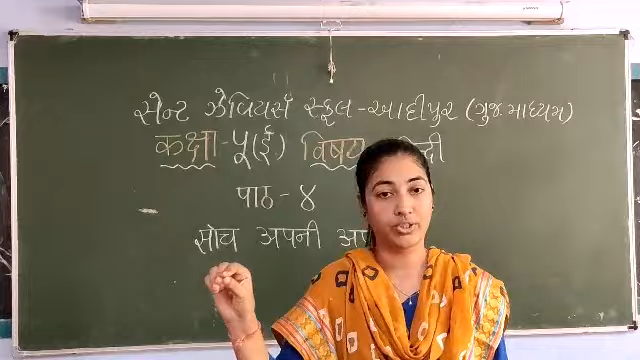 સેન્ટ ઝેવિયર્સ સ્કૂલ - આદીપુર (ગુજ. માધ્યમ)
कक्षा - ५ (ई) विषय
पाठ - ४
सोच अपनी